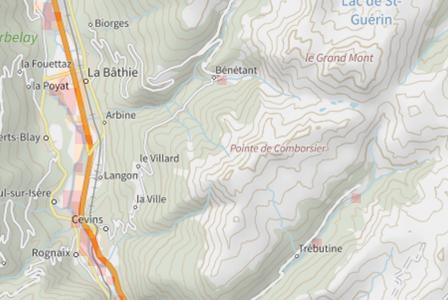 Lac de St-
Guérin
Biorges
rbelay
le Grand Mont
la Fouettaz
La Bâthie
Bénétant
la Poyat
Arbine
erts-Blay
Pointe de Comborsier
le Villard
Langon
ul-sur-Isère
la Ville
Cevins
Rognaix
Trébutine